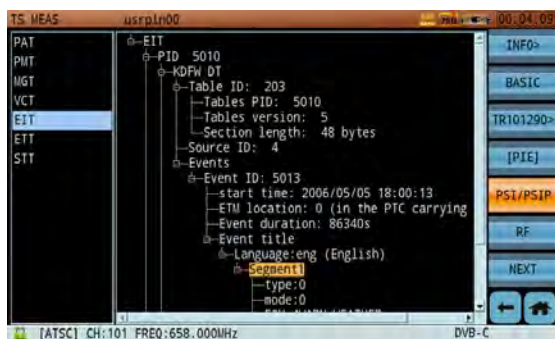 TS MEAS usrpin00 00:04:09
PAT
PMT
MGT
VCT
EIT
ETT
STT
EIT
PID 5010
KDFW DT
Table ID: 203
Tables PID: 5010
Tables version: 5
Section length: 48 bytes
Source ID: 4
Events
Event ID: 5013
start time: 2006/05/05 18:00:13
ETM location: 0 (in the PTC carrying
Event duration: 86340s
Event title
Language:eng (English)
Segment1
type:0
mode:0
INFO>
BASIC
TR101290>
[PIE]
PSI/PSIP
RF
NEXT
[ATSC] CH:101 FREQ:658.000MHz DVB-C